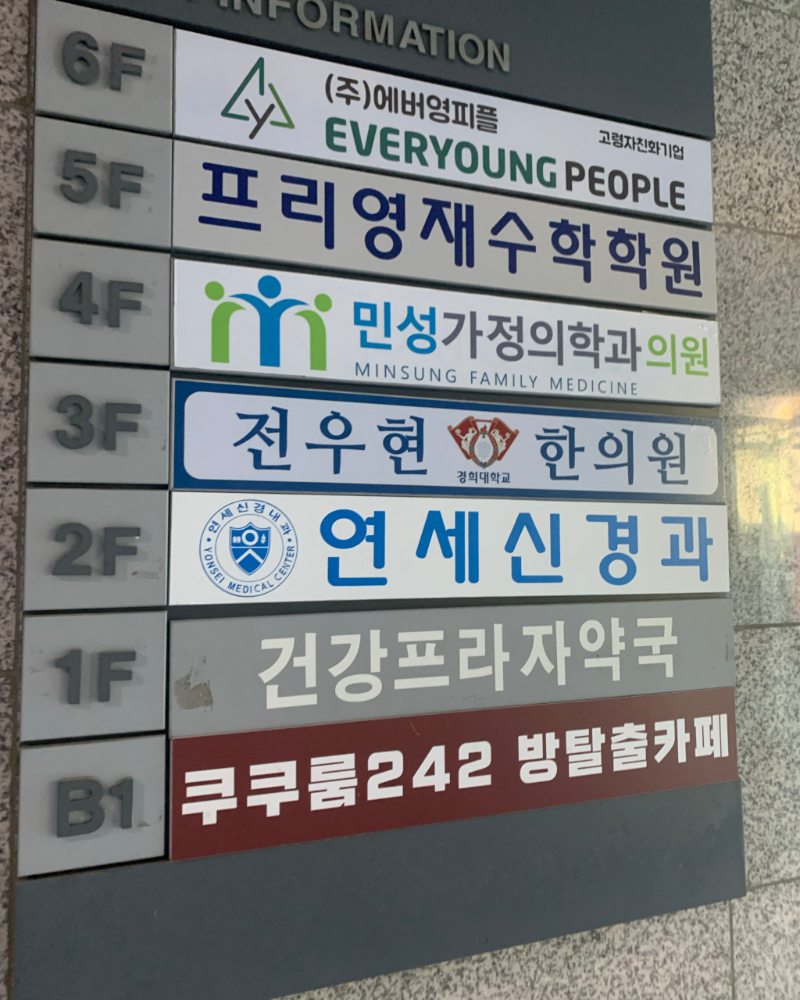 INFORMATION
6F
(주)에버영피플
고령자친화기업
EVERYOUNG PEOPLE
5F
프리영재수학학원
4F
민성가정의학과의원
MINSUNG FAMILY MEDICINE
3F
전우현 한의원
경희대학교
2F
연세신경내과
YONSEI MEDICAL CENTER
연세신경과
1F
건강프라자약국
B1
쿠쿠룸242 방탈출카페